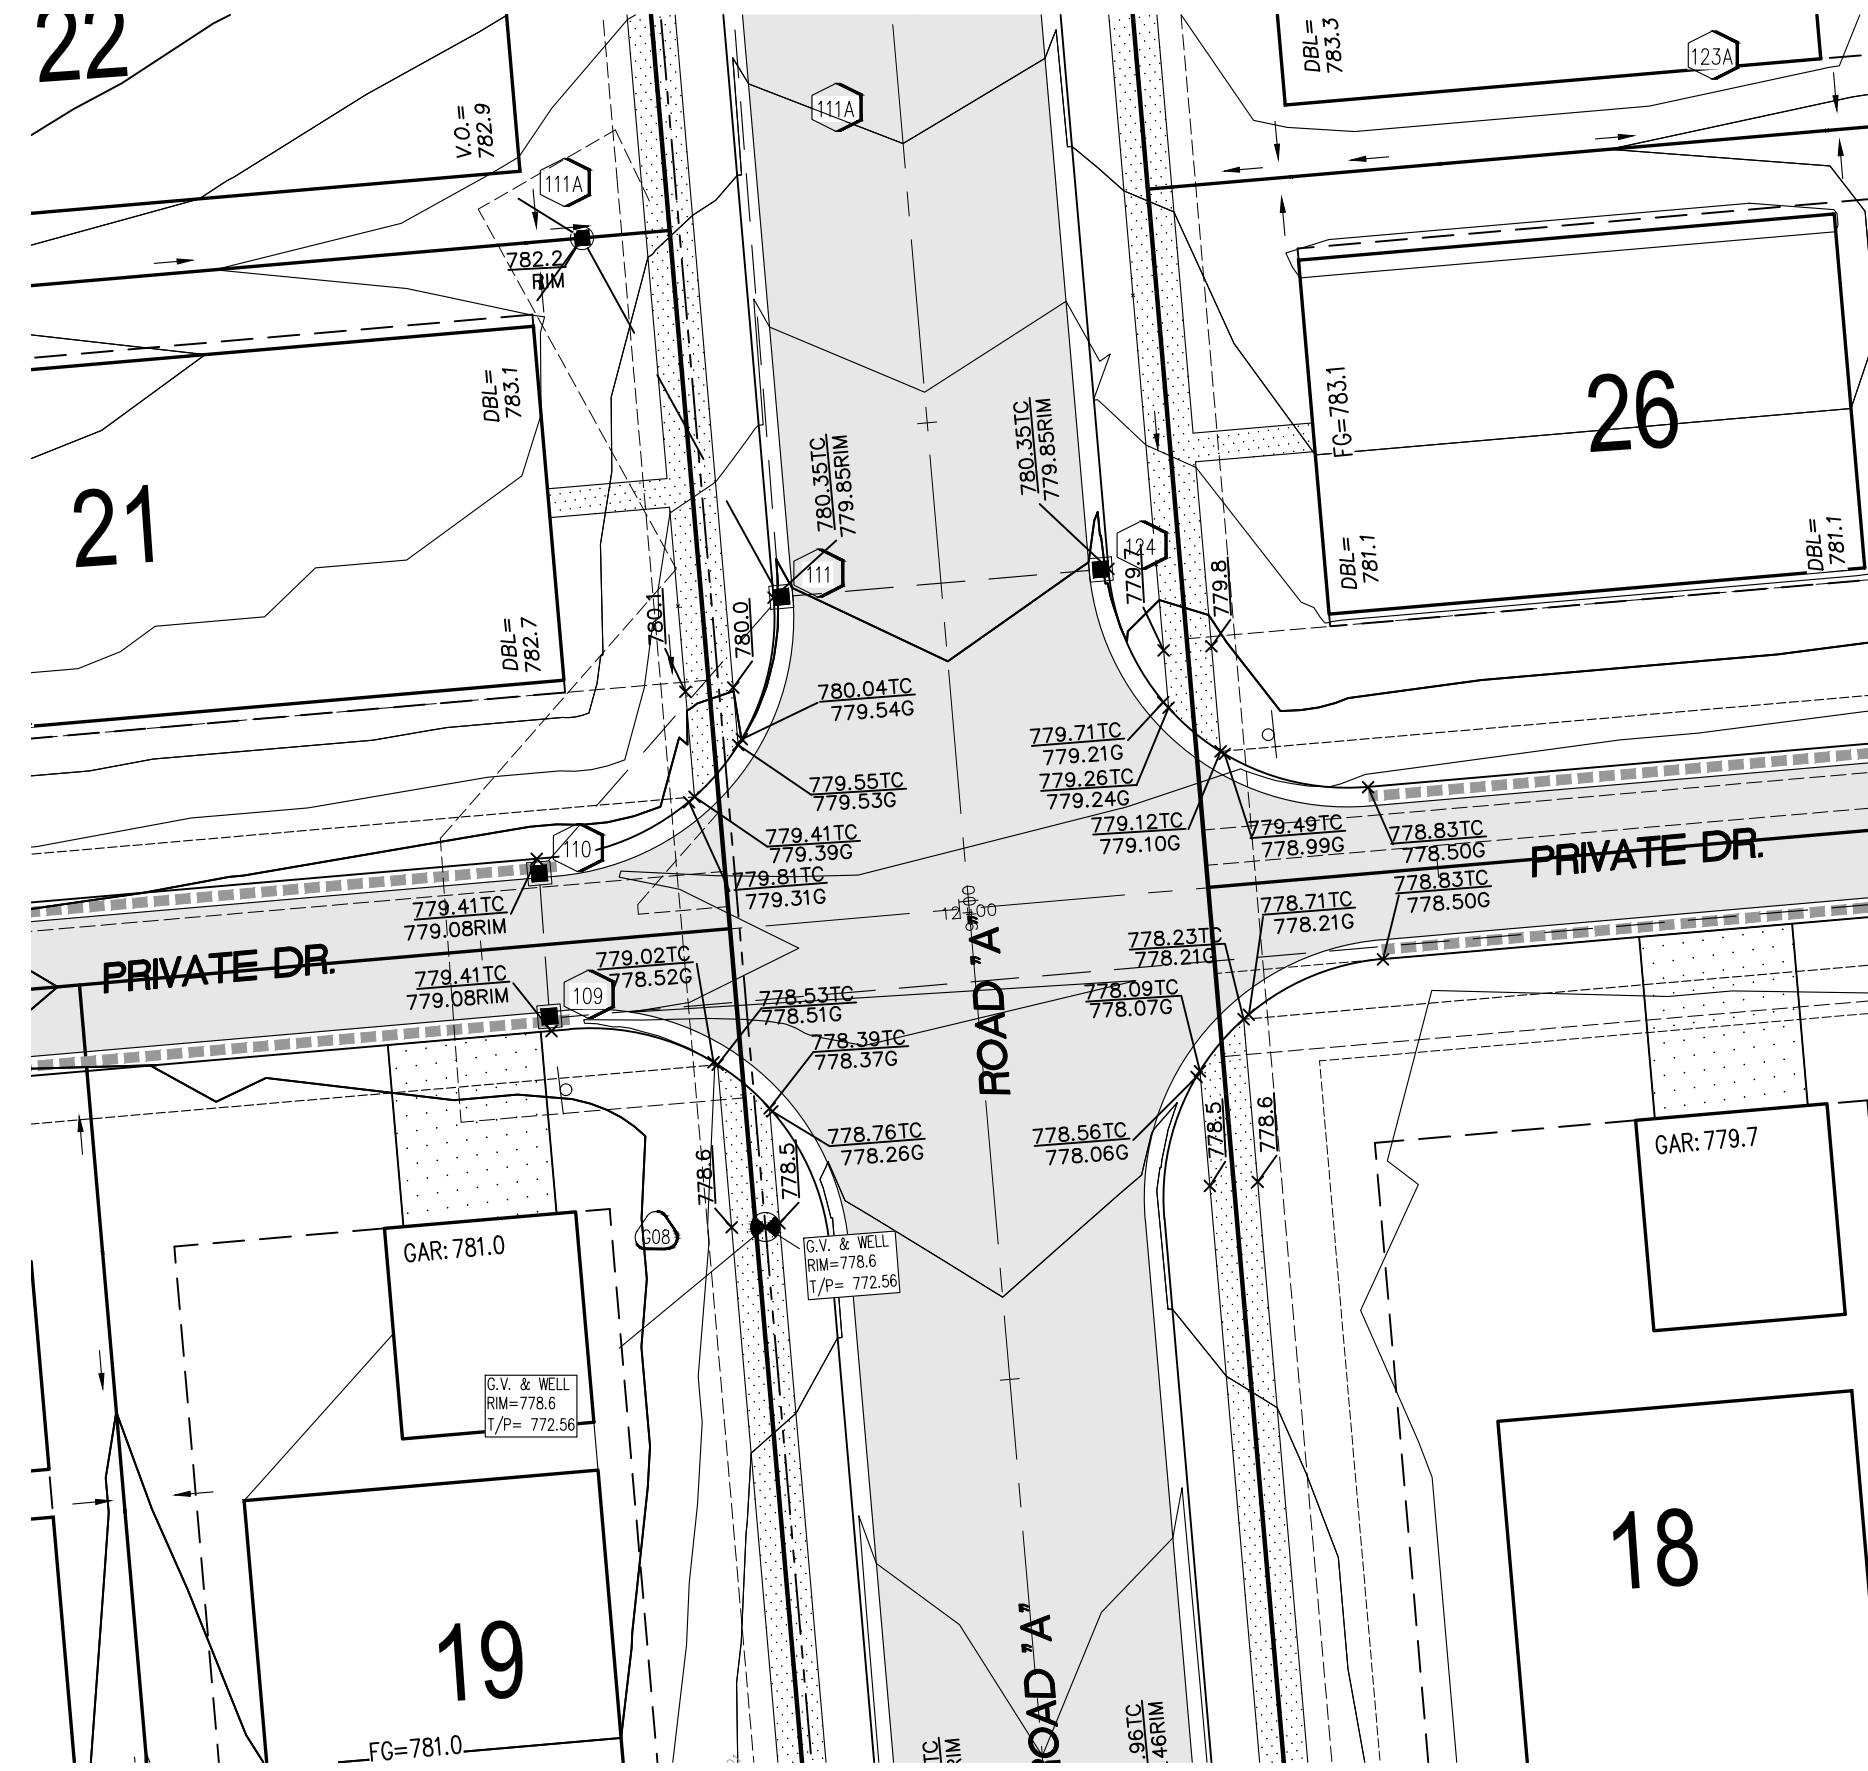 22
V.O.=
782.9
111A
111A
DBL=
783.3
123A
782.2
RIM
DBL=
783.1
21
DBL=
782.7
780.35TC
779.85RIM
780.35TC
779.85RIM
111
124
FG=783.1
26
DBL=
781.1
DBL=
781.1
780.1
780.0
779.7
779.8
780.04TC
779.54G
779.55TC
779.53G
779.41TC
779.39G
779.81TC
779.31G
779.71TC
779.21G
779.26TC
779.24G
779.12TC
779.10G
779.49TC
778.99G
778.83TC
778.50G
PRIVATE DR.
110
779.41TC
779.08RIM
778.83TC
778.50G
778.71TC
778.21G
12+00
PRIVATE DR.
779.41TC
779.08RIM
109
779.02TC
778.52G
778.23TC
778.21G
778.53TC
778.51G
778.09TC
778.07G
778.39TC
778.37G
ROAD "A"
778.76TC
778.26G
778.56TC
778.06G
778.6
778.5
778.5
778.6
GAR: 779.7
GAR: 781.0
G08
G.V. & WELL
RIM=778.6
T/P= 772.56
G.V. & WELL
RIM=778.6
T/P= 772.56
18
19
ROAD "A"
FG=781.0
TC
RIM
.96TC
.46RIM